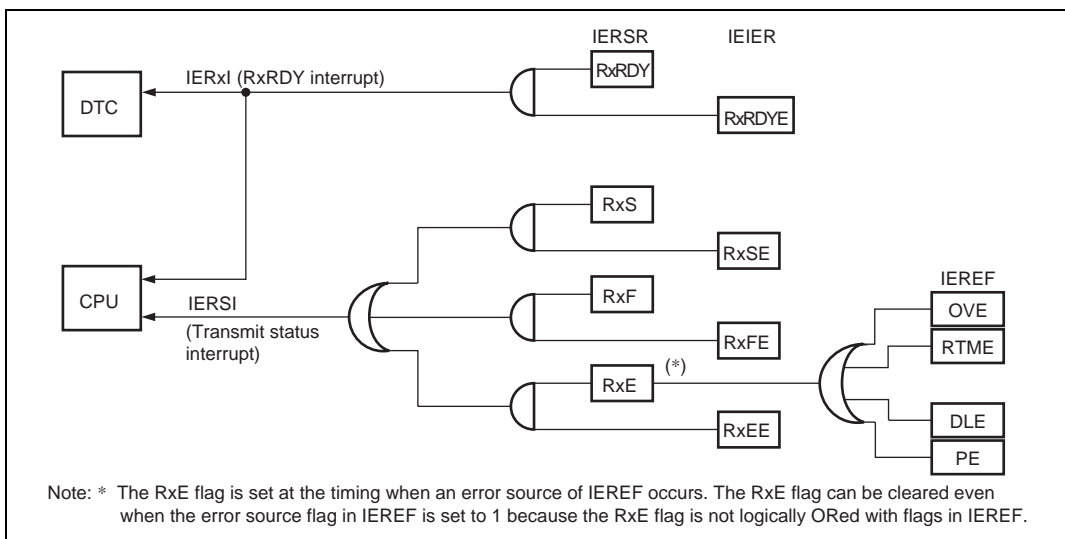 IERSR IEIER
RxRDY
IERxI (RxRDY interrupt)
DTC
RxRDYE
RxS
RxSE
IEREF
CPU
IERSI
(Transmit status
interrupt)
RxF
OVE
RxFE
RTME
RxE
(*)
RxEE
DLE
PE
Note: * The RxE flag is set at the timing when an error source of IEREF occurs. The RxE flag can be cleared even
when the error source flag in IEREF is set to 1 because the RxE flag is not logically ORed with flags in IEREF.